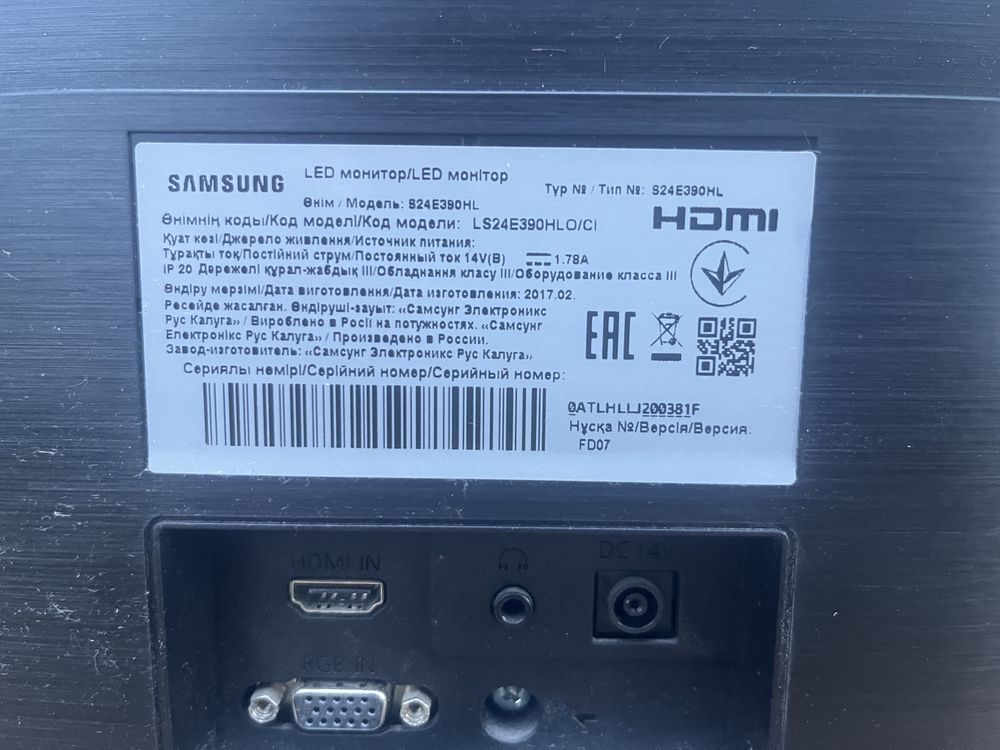 SAMSUNG
LED монитор/LED монітор
Түр № / Тип №: S24E390HL
Өнім / Модель: S24E390HL
HDMI
Өнімнің коды/Код моделі/Код модели: LS24E390HLO/CI
Қуат көзі/Джерело живлення/Источник питания:
Тұрақты тоқ/Постійний струм/Постоянный ток 14V(B) 1.78A
IP 20 Дережелі құрал-жабдық III/Обладнання класу III/Оборудование класса III
Өндіру мерзімі/Дата виготовлення/Дата изготовления: 2017.02.
Ресейде жасалған. Өндіруші-зауыт: «Самсунг Электроникс
Рус Калуга» / Вироблено в Росії на потужностях. «Самсунг
Електронікс Рус Калуга» / Произведено в России.
Завод-изготовитель: «Самсунг Электроникс Рус Калуга»
EAC
Сериялы немірі/Серійний номер/Серийный номер:
0ATLHLLJ200381F
Нұсқа №/Версія/Версия.
FD07
HDMI IN
DC 14V
RGB IN